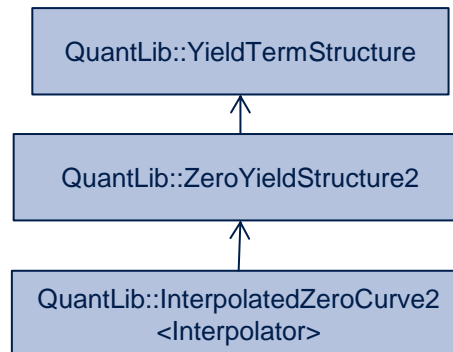 QuantLib::YieldTermStructure
QuantLib::ZeroYieldStructure2
QuantLib::InterpolatedZeroCurve2
<Interpolator>